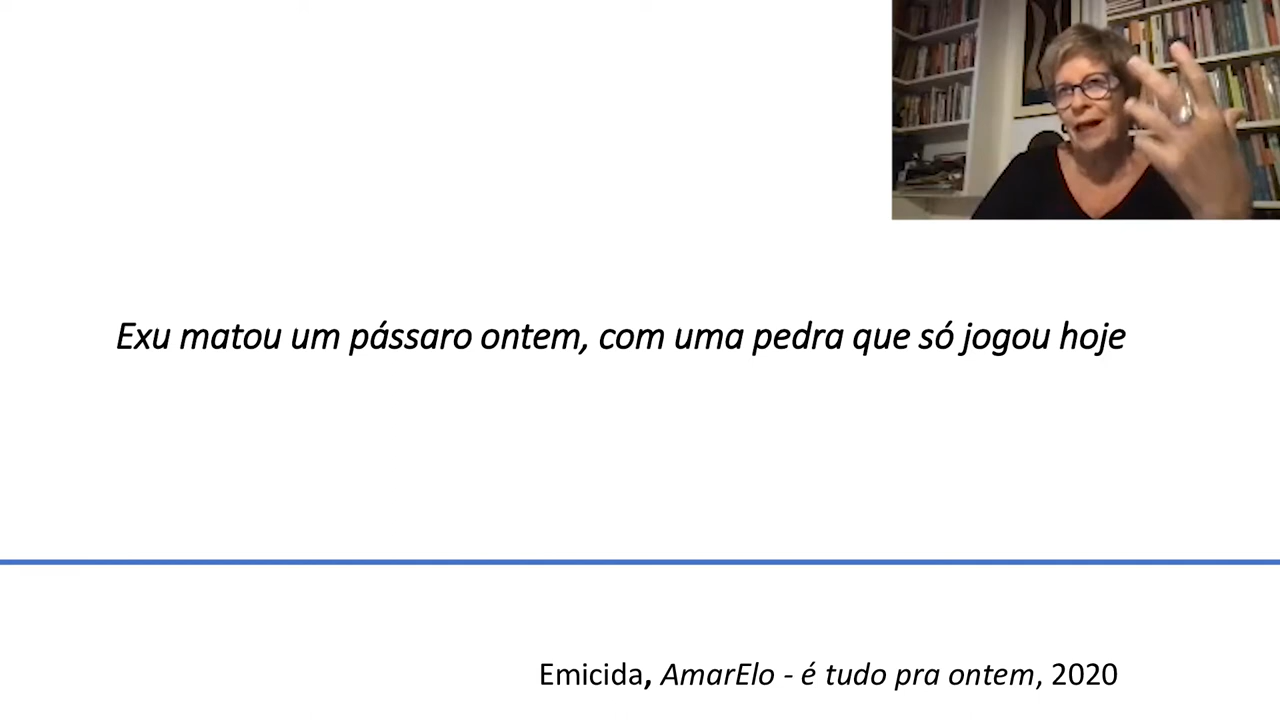 Exu matou um pássaro ontem, com uma pedra que só jogou hoje
Emicida, AmarElo - é tudo pra ontem, 2020